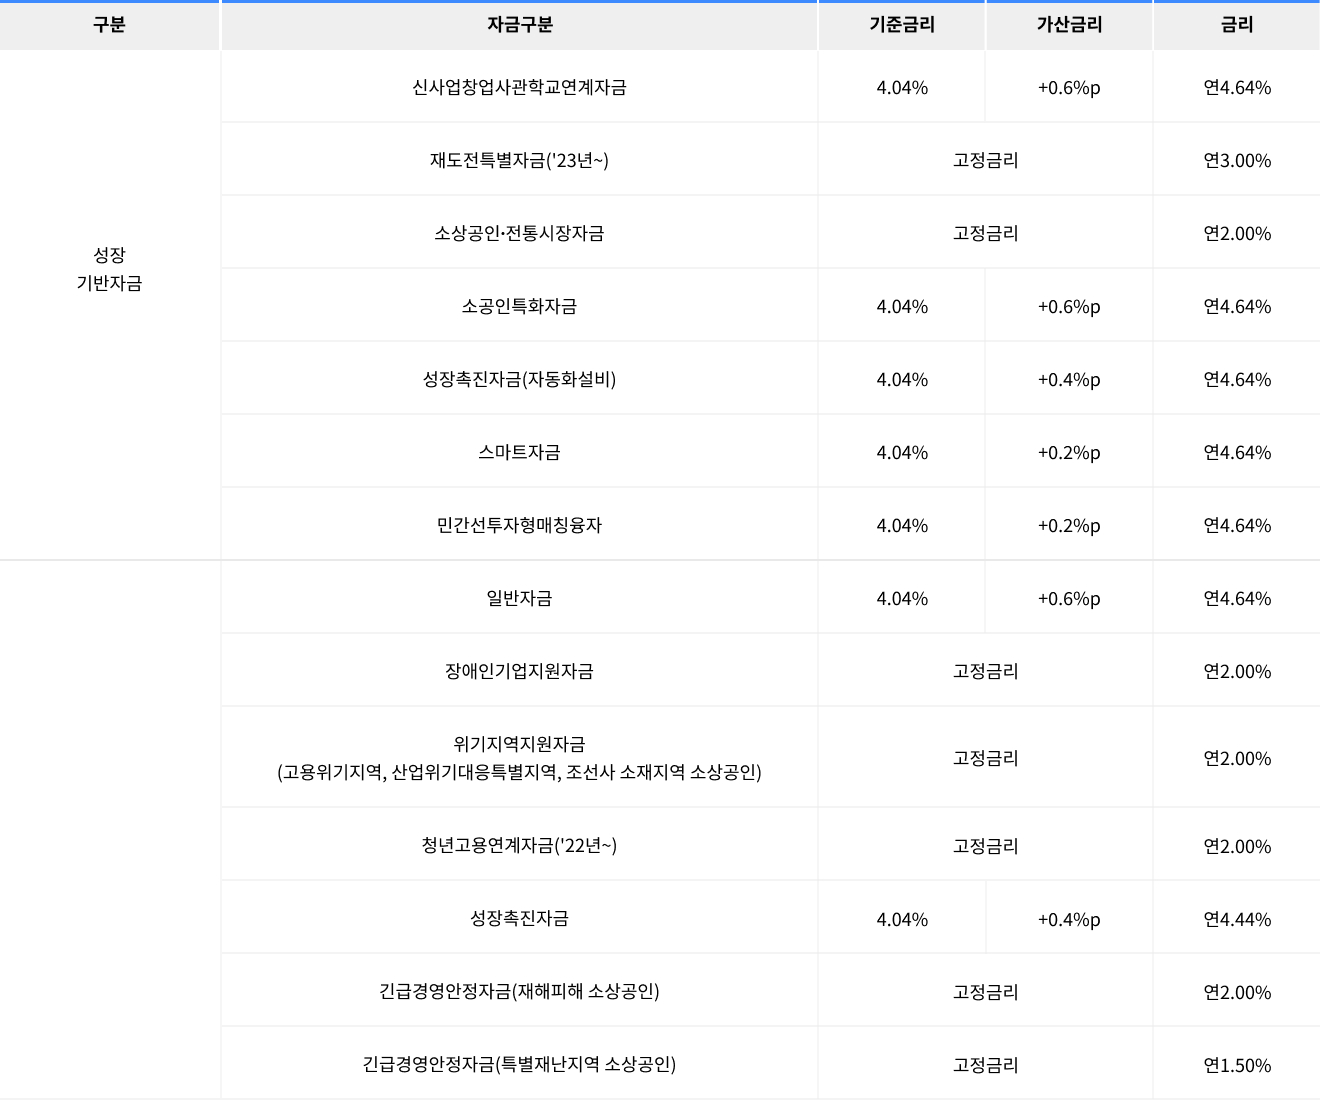 구분 자금구분 기준금리 가산금리 금리
신사업창업사관학교연계자금 4.04% +0.6%p 연4.64%
재도전특별자금('23년~) 고정금리 연3.00%
소상공인·전통시장자금 고정금리 연2.00%
성장
기반자금
소공인특화자금 4.04% +0.6%p 연4.64%
성장촉진자금(자동화설비) 4.04% +0.4%p 연4.64%
스마트자금 4.04% +0.2%p 연4.64%
민간선투자형매칭융자 4.04% +0.2%p 연4.64%
일반자금 4.04% +0.6%p 연4.64%
장애인기업지원자금 고정금리 연2.00%
위기지역지원자금
(고용위기지역, 산업위기대응특별지역, 조선사 소재지역 소상공인) 고정금리 연2.00%
청년고용연계자금('22년~) 고정금리 연2.00%
성장촉진자금 4.04% +0.4%p 연4.44%
긴급경영안정자금(재해피해 소상공인) 고정금리 연2.00%
긴급경영안정자금(특별재난지역 소상공인) 고정금리 연1.50%